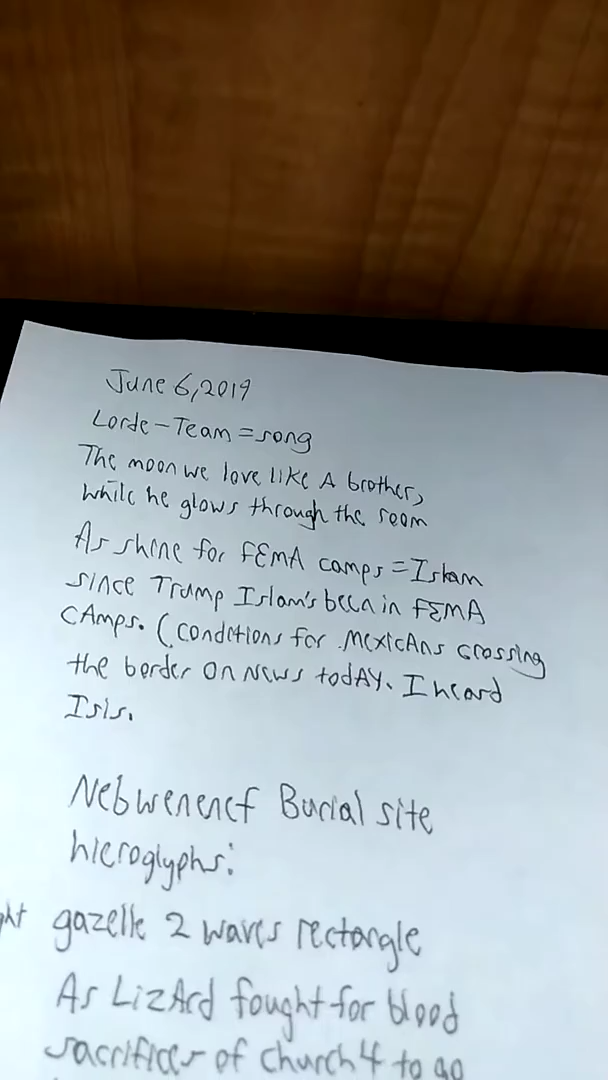 June 6, 2019
Lorde-Team = song
The moon we love like A brother,
while he glows through the room
As shine for FEMA camps = Islam
since Trump Islam's been in FEMA
CAmps. (conditions for Mexicans crossing
the border on News today. I heard
Isis.
Nebwenenef Burial site
hieroglyphs:
gazelle 2 waves rectangle
As LizArd fought for blood
sacrifices of church 4 to go